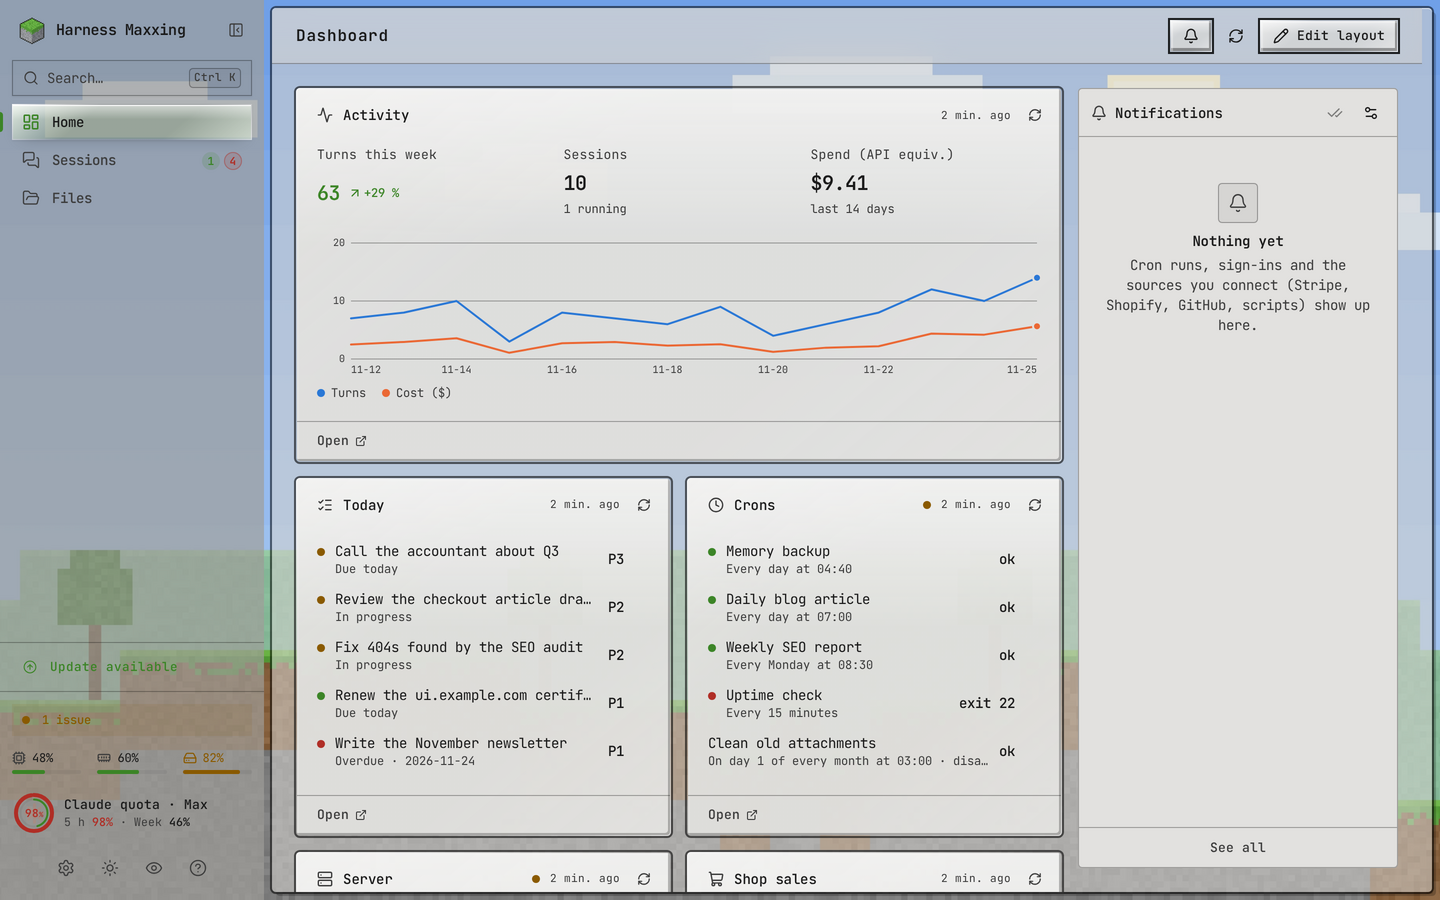 Harness Maxxing
Search…
Ctrl K
Home
Sessions
1
4
Files
Update available
1 issue
48%
60%
82%
98%
Claude quota · Max
5 h 98% · Week 46%
Dashboard
Edit layout
Activity
2 min. ago
Turns this week
63
+29 %
Sessions
10
1 running
Spend (API equiv.)
$9.41
last 14 days
20
10
0
11-12
11-14
11-16
11-18
11-20
11-22
11-25
Turns
Cost ($)
Open
Today
2 min. ago
Call the accountant about Q3
Due today
P3
Review the checkout article dra…
In progress
P2
Fix 404s found by the SEO audit
In progress
P2
Renew the ui.example.com certif…
Due today
P1
Write the November newsletter
Overdue · 2026-11-24
P1
Open
Crons
2 min. ago
Memory backup
Every day at 04:40
ok
Daily blog article
Every day at 07:00
ok
Weekly SEO report
Every Monday at 08:30
ok
Uptime check
Every 15 minutes
exit 22
Clean old attachments
On day 1 of every month at 03:00 · disa…
ok
Open
Server
2 min. ago
Shop sales
2 min. ago
Notifications
Nothing yet
Cron runs, sign-ins and the
sources you connect (Stripe,
Shopify, GitHub, scripts) show up
here.
See all